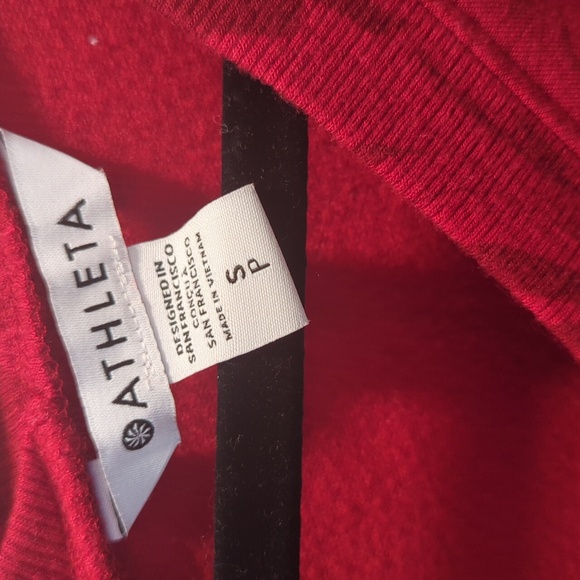 ATHLETA
DESIGNED IN
SAN FRANCISCO
CONÇU À
SAN FRANCISCO
MADE IN VIETNAM
S
P